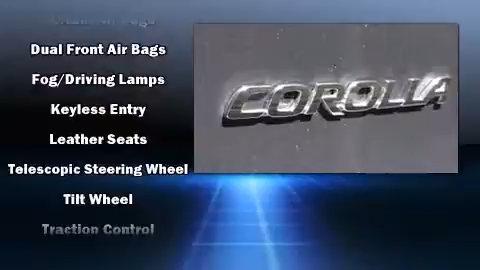 Dual Front Air Bags
Fog/Driving Lamps
Keyless Entry
Leather Seats
Telescopic Steering Wheel
Tilt Wheel
Traction Control
COROLLA